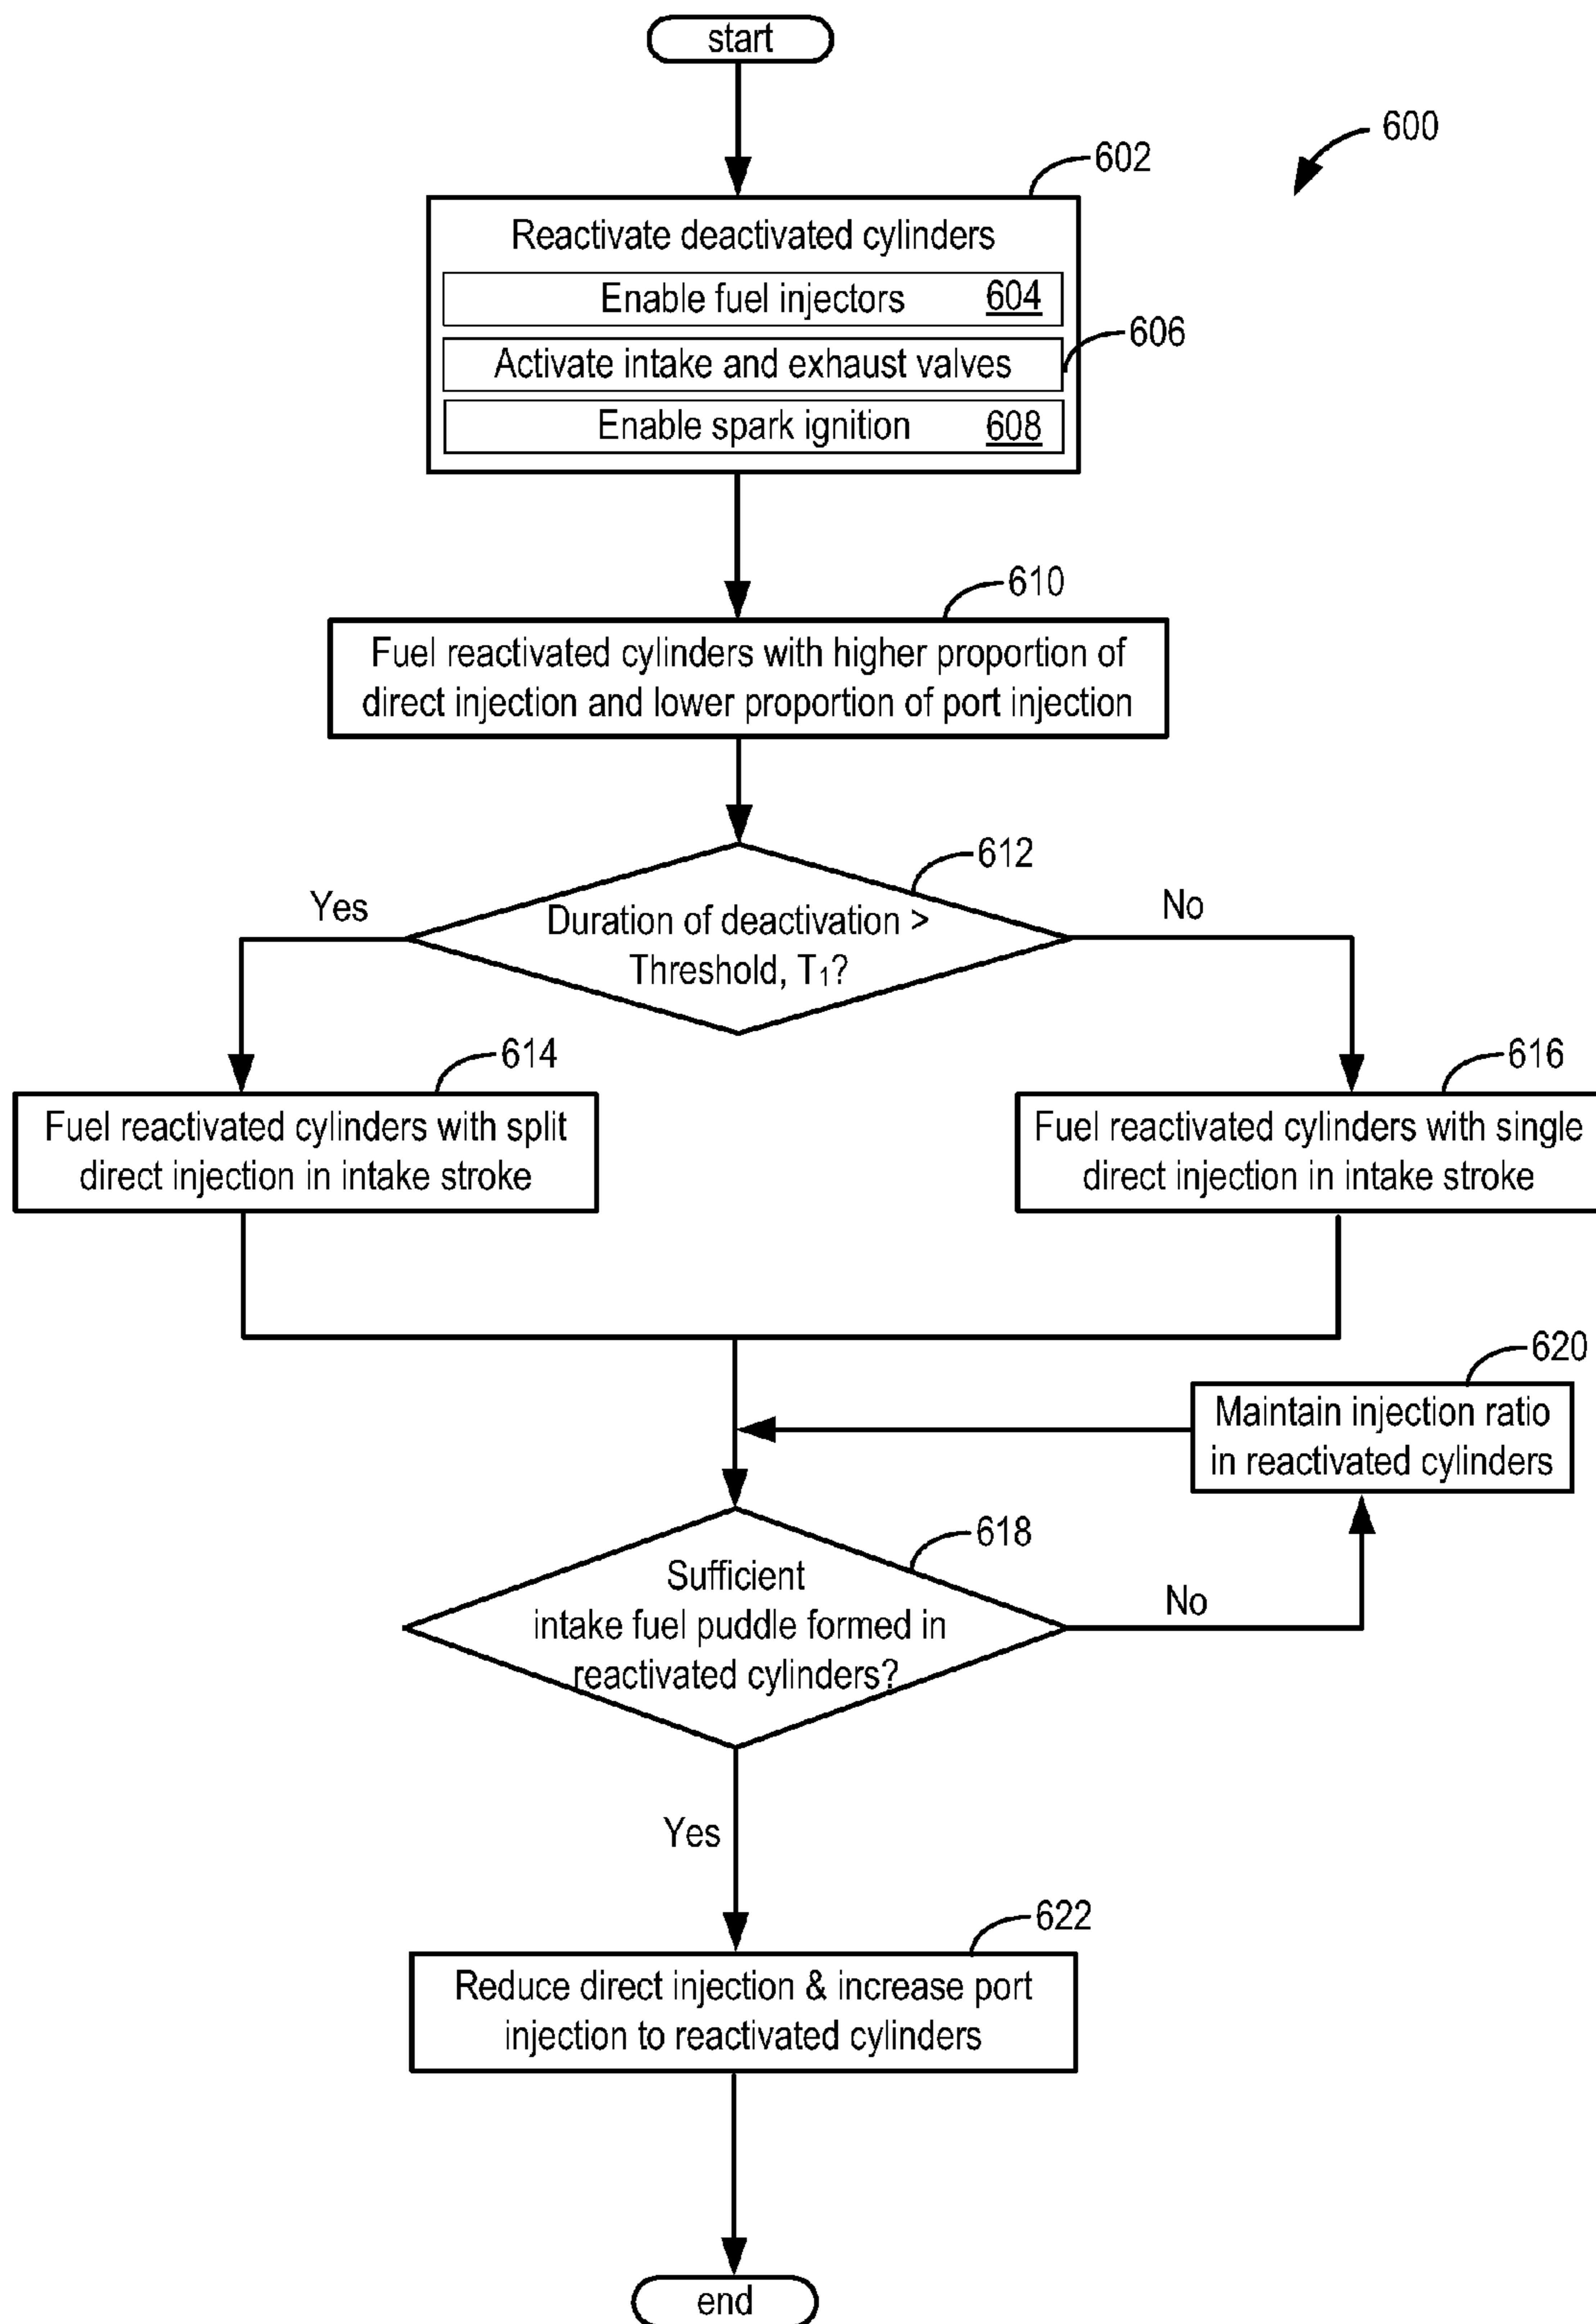 start
600
602
Reactivate deactivated cylinders
Enable fuel injectors 604
606
Activate intake and exhaust valves
Enable spark ignition 608
610
Fuel reactivated cylinders with higher proportion of
direct injection and lower proportion of port injection
612
Yes
No
Duration of deactivation >
Threshold, T₁?
614
616
Fuel reactivated cylinders with split
direct injection in intake stroke
Fuel reactivated cylinders with single
direct injection in intake stroke
620
Maintain injection ratio
in reactivated cylinders
618
Sufficient
intake fuel puddle formed in
reactivated cylinders?
No
Yes
622
Reduce direct injection & increase port
injection to reactivated cylinders
end